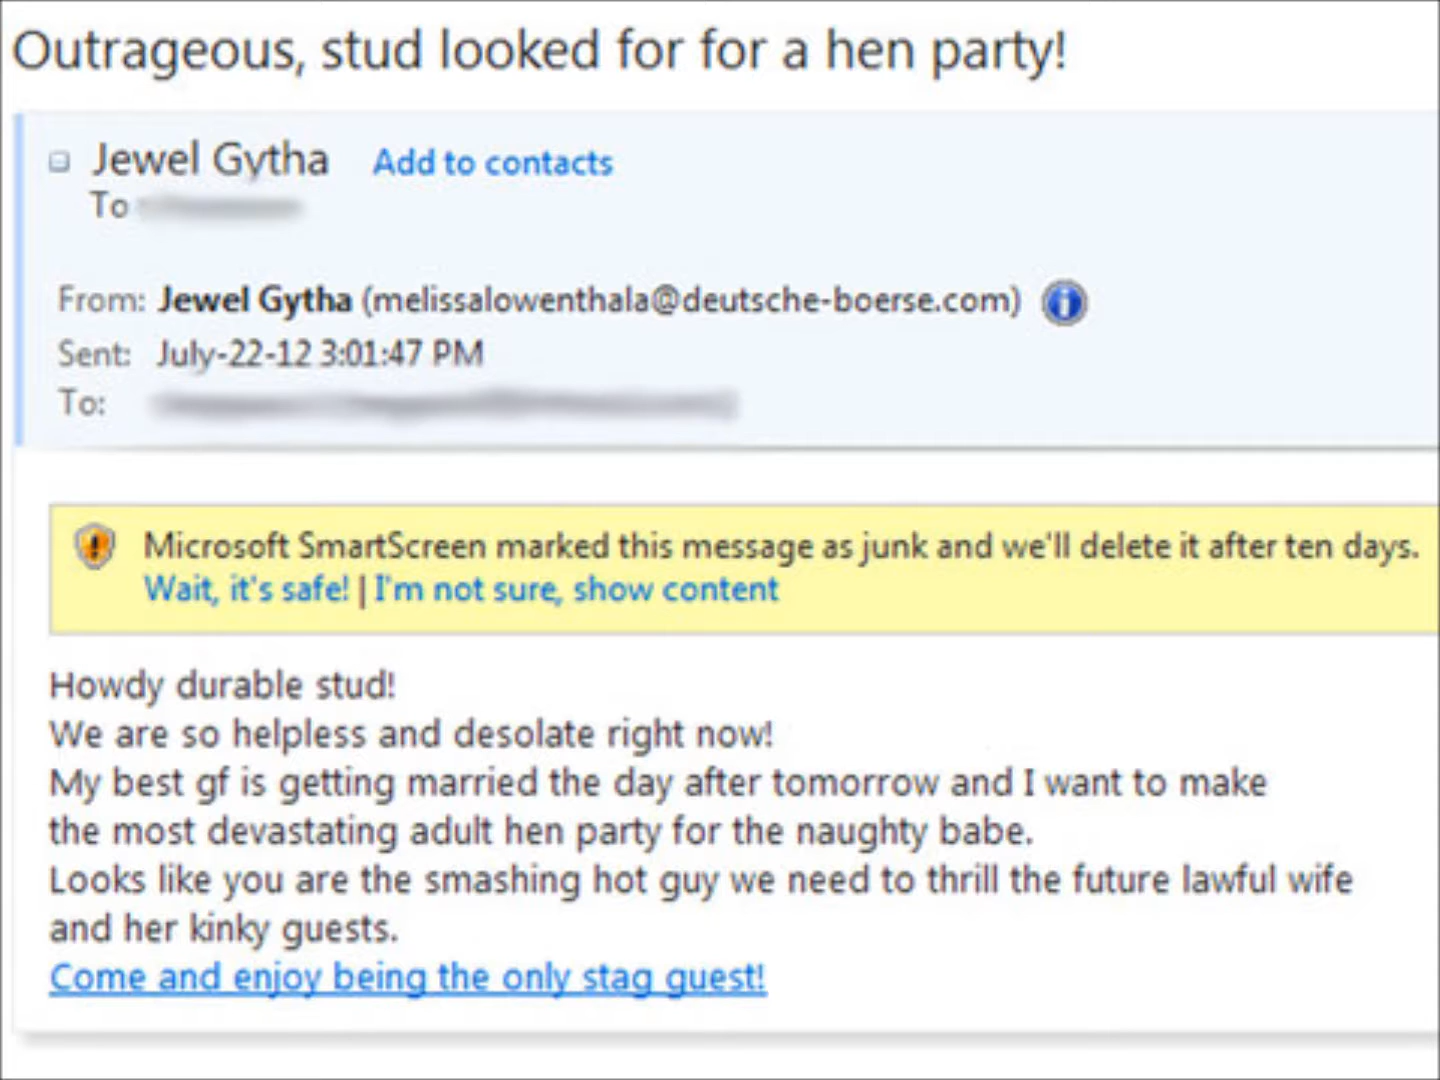 Outrageous, stud looked for for a hen party!
Jewel Gytha Add to contacts
To
From: Jewel Gytha (melissalowenthala@deutsche-boerse.com)
Sent: July-22-12 3:01:47 PM
To:
Microsoft SmartScreen marked this message as junk and we'll delete it after ten days.
Wait, it's safe! | I'm not sure, show content
Howdy durable stud!
We are so helpless and desolate right now!
My best gf is getting married the day after tomorrow and I want to make
the most devastating adult hen party for the naughty babe.
Looks like you are the smashing hot guy we need to thrill the future lawful wife
and her kinky guests.
Come and enjoy being the only stag guest!